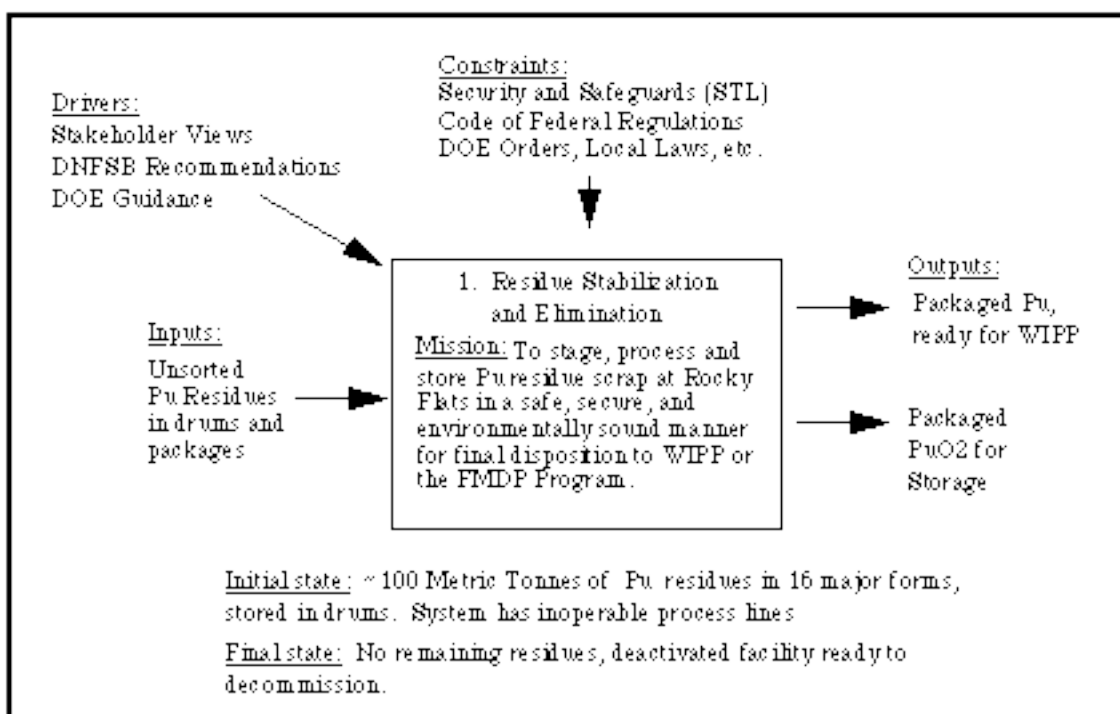 Constraints:
Security and Safeguards (STL)
Code of Federal Regulations
DOE Orders, Local Laws, etc.
Drivers:
Stakeholder Views
DNFSB Recommendations
DOE Guidance
1. Residue Stabilization
and Elimination
Mission: To stage, process and
store Pu residue scrap at Rocky
Flats in a safe, secure, and
environmentally sound manner
for final disposition to WIPP or
the FMDP Program.
Inputs:
Unsorted
Pu Residues
in drums and
packages
Outputs:
Packaged Pu,
ready for WIPP
Packaged
PuO2 for
Storage
Initial state: ~100 Metric Tonnes of Pu residues in 16 major forms,
stored in drums. System has inoperable process lines
Final state: No remaining residues, deactivated facility ready to
decommission.